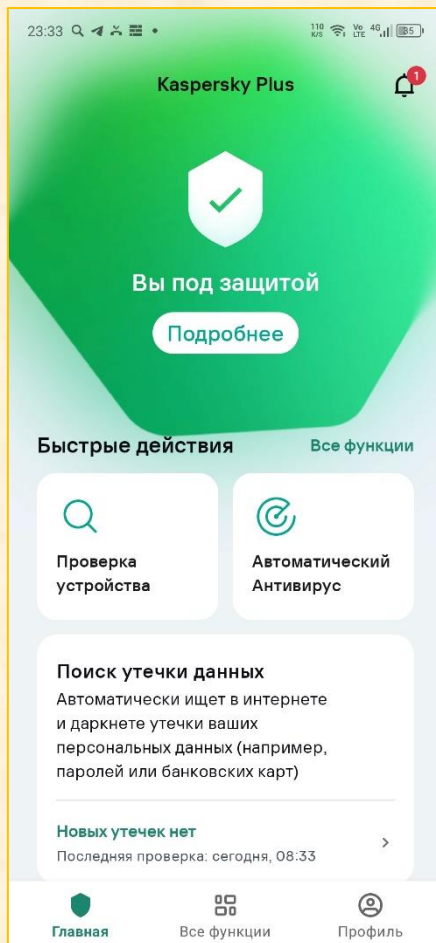 23:33
110 K/S Vo LTE 4G 85
Kaspersky Plus
1
Вы под защитой
Подробнее
Быстрые действия
Все функции
Проверка
устройства
Автоматический
Антивирус
Поиск утечки данных
Автоматически ищет в интернете
и даркнете утечки ваших
персональных данных (например,
паролей или банковских карт)
Новых утечек нет
Последняя проверка: сегодня, 08:33
Главная
Все функции
Профиль